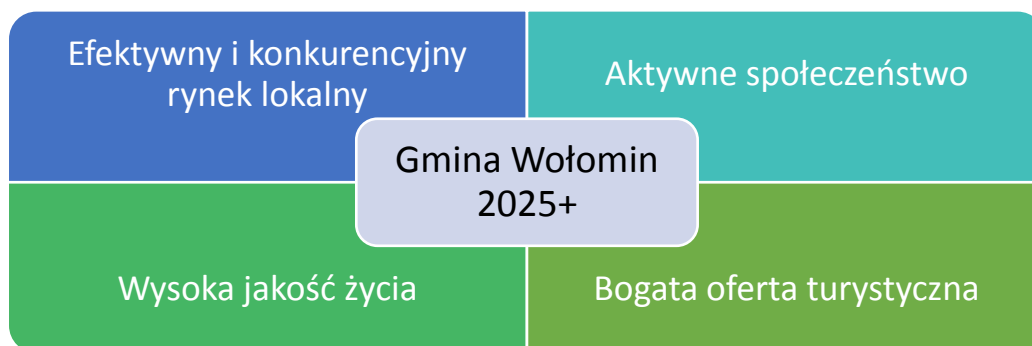 Efektywny i konkurencyjny
rynek lokalny
Aktywne społeczeństwo
Gmina Wołomin
2025+
Wysoka jakość życia
Bogata oferta turystyczna